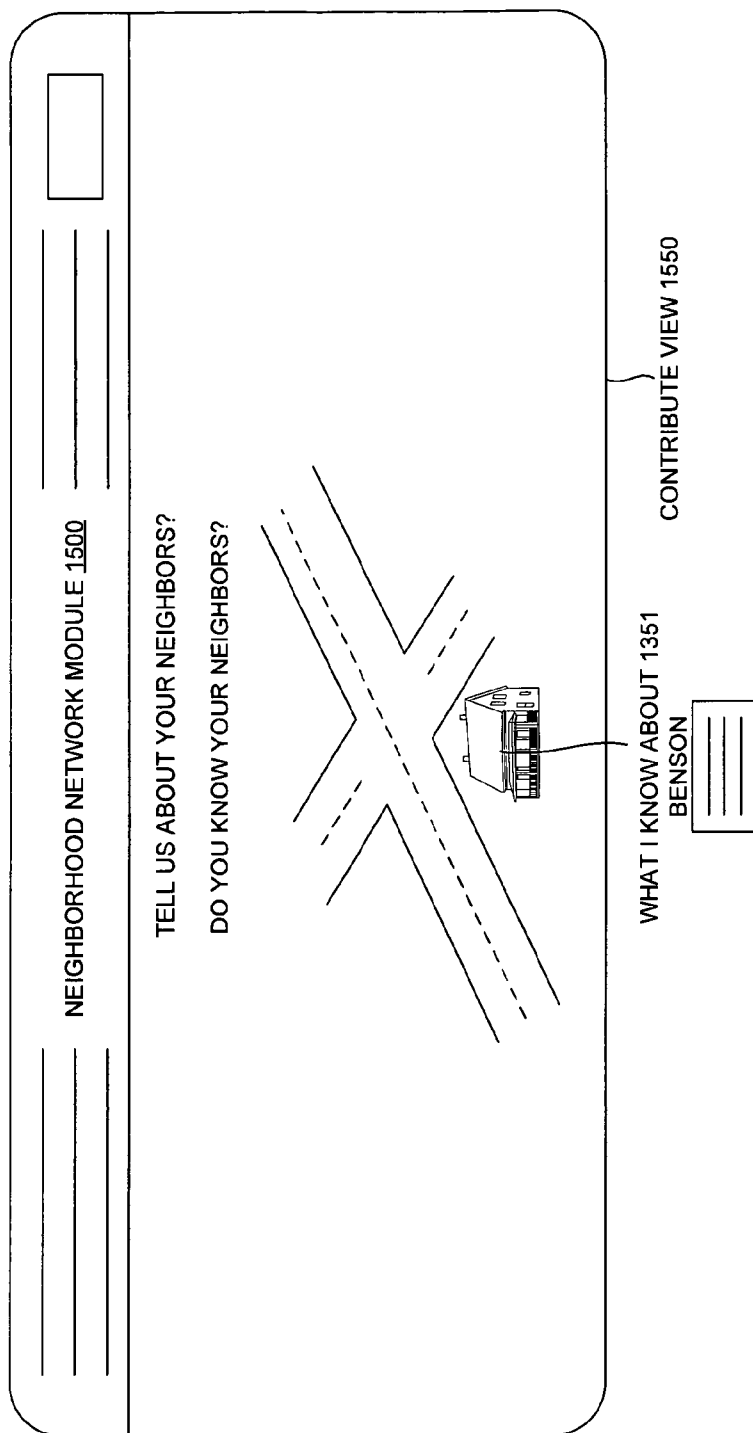 NEIGHBORHOOD NETWORK MODULE 1500
TELL US ABOUT YOUR NEIGHBORS?
DO YOU KNOW YOUR NEIGHBORS?
WHAT I KNOW ABOUT 1351
BENSON
CONTRIBUTE VIEW 1550